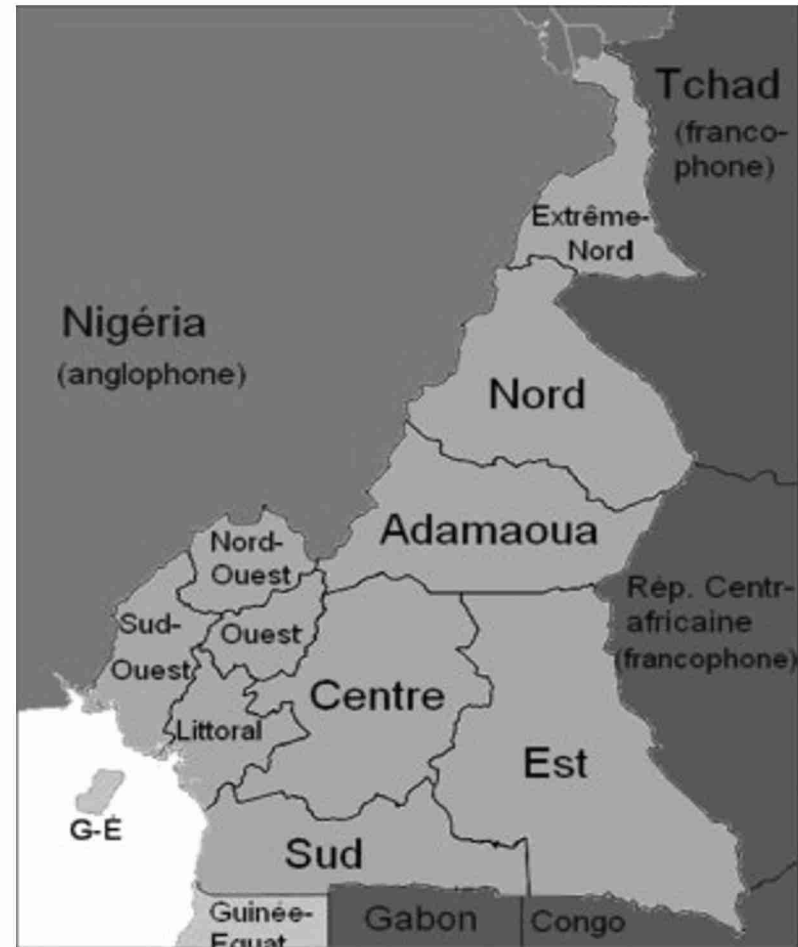 Tchad
(franco-
phone)
Extrême-
Nord
Nigéria
(anglophone)
Nord
Adamaoua
Nord-
Ouest
Rép. Centr-
africaine
(francophone)
Sud-
Ouest
Ouest
Centre
Littoral
Est
G-É
Sud
Guinée-
Equat
Gabon
Congo